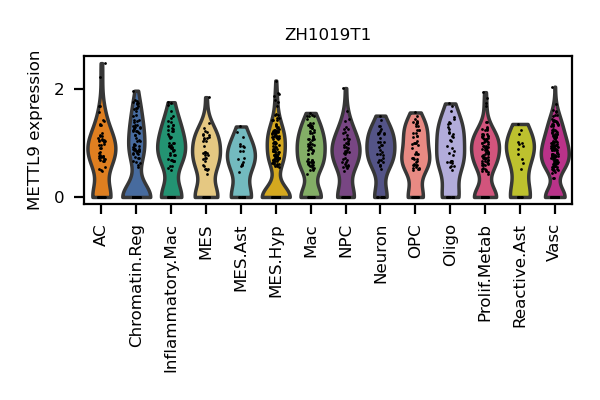 ZH1019T1
METTL9 expression
2
0
AC
Chromatin.Reg
Inflammatory.Mac
MES
MES.Ast
MES.Hyp
Mac
NPC
Neuron
OPC
Oligo
Prolif.Metab
Reactive.Ast
Vasc